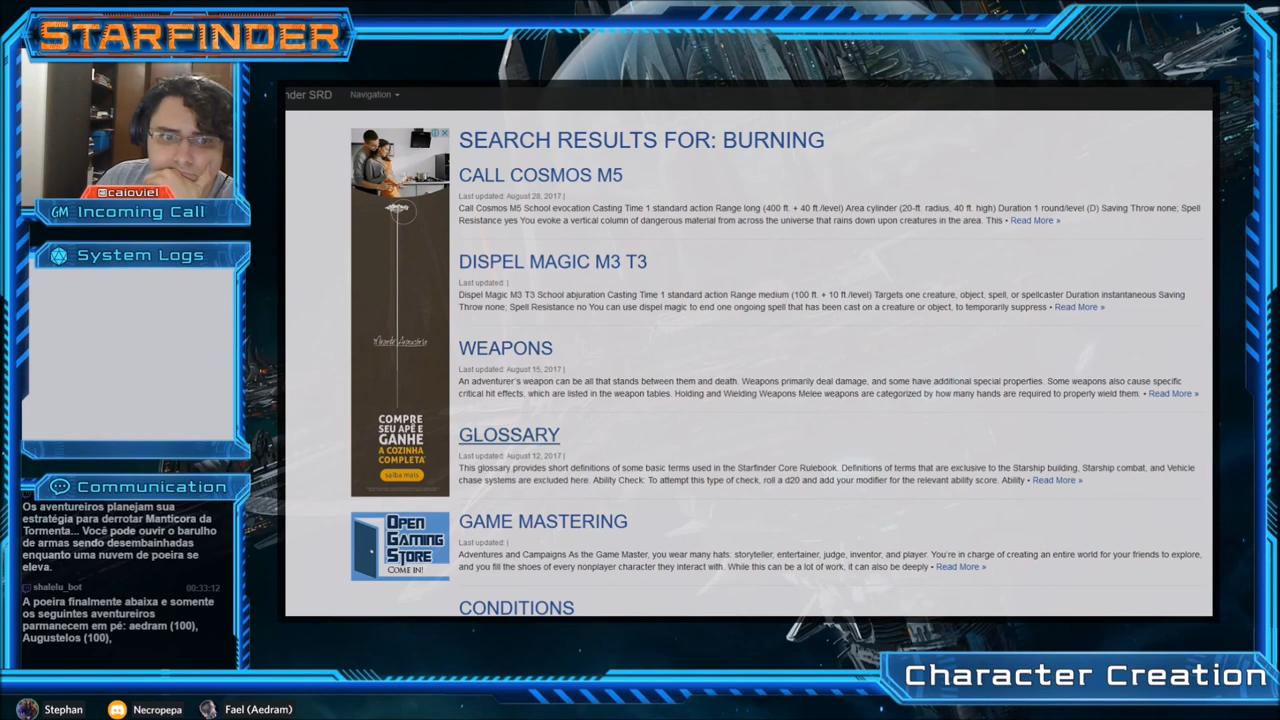 STARFINDER
@caioviel
GM Incoming Call
System Logs
Communication
Os aventureiros planejam sua
estratégia para derrotar Manticora da
Tormenta... Você pode ouvir o barulho
de armas sendo desembainhadas
enquanto uma nuvem de poeira se
eleva.
shalelu_bot 00:33:12
A poeira finalmente abaixa e somente
os seguintes aventureiros
parmanecem em pé: aedram (100),
Augustelos (100),
nder SRD Navigation
SEARCH RESULTS FOR: BURNING
CALL COSMOS M5
Last updated: August 28, 2017 |
Call Cosmos M5 School evocation Casting Time 1 standard action Range long (400 ft. + 40 ft./level) Area cylinder (20-ft. radius, 40 ft. high) Duration 1 round/level (D) Saving Throw none; Spell
Resistance yes You evoke a vertical column of dangerous material from across the universe that rains down upon creatures in the area. This • Read More »
DISPEL MAGIC M3 T3
Last updated: |
Dispel Magic M3 T3 School abjuration Casting Time 1 standard action Range medium (100 ft. + 10 ft./level) Targets one creature, object, spell, or spellcaster Duration instantaneous Saving
Throw none; Spell Resistance no You can use dispel magic to end one ongoing spell that has been cast on a creature or object, to temporarily suppress • Read More »
WEAPONS
Last updated: August 15, 2017 |
An adventurer's weapon can be all that stands between them and death. Weapons primarily deal damage, and some have additional special properties. Some weapons also cause specific
critical hit effects, which are listed in the weapon tables. Holding and Wielding Weapons Melee weapons are categorized by how many hands are required to properly wield them. • Read More »
GLOSSARY
Last updated: August 12, 2017 |
This glossary provides short definitions of some basic terms used in the Starfinder Core Rulebook. Definitions of terms that are exclusive to the Starship building, Starship combat, and Vehicle
chase systems are excluded here. Ability Check: To attempt this type of check, roll a d20 and add your modifier for the relevant ability score. Ability • Read More »
GAME MASTERING
Last updated: |
Adventures and Campaigns As the Game Master, you wear many hats: storyteller, entertainer, judge, inventor, and player. You're in charge of creating an entire world for your friends to explore,
and you fill the shoes of every nonplayer character they interact with. While this can be a lot of work, it can also be deeply • Read More »
CONDITIONS
COMPRE
SEU APÊ E
GANHE
A COZINHA
COMPLETA*
saiba mais
OPEN
GAMING
STORE
COME IN!
Character Creation
Stephan Necropepa Fael (Aedram)